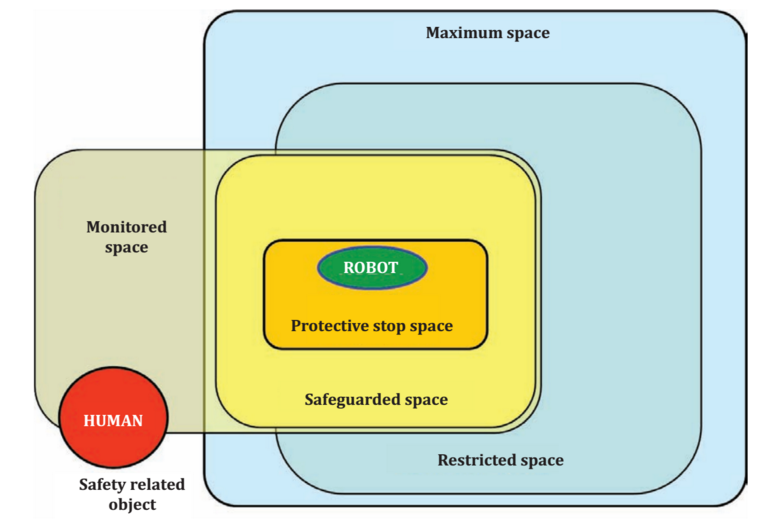 Maximum space
Monitored
space
ROBOT
Protective stop space
Safeguarded space
HUMAN
Restricted space
Safety related
object